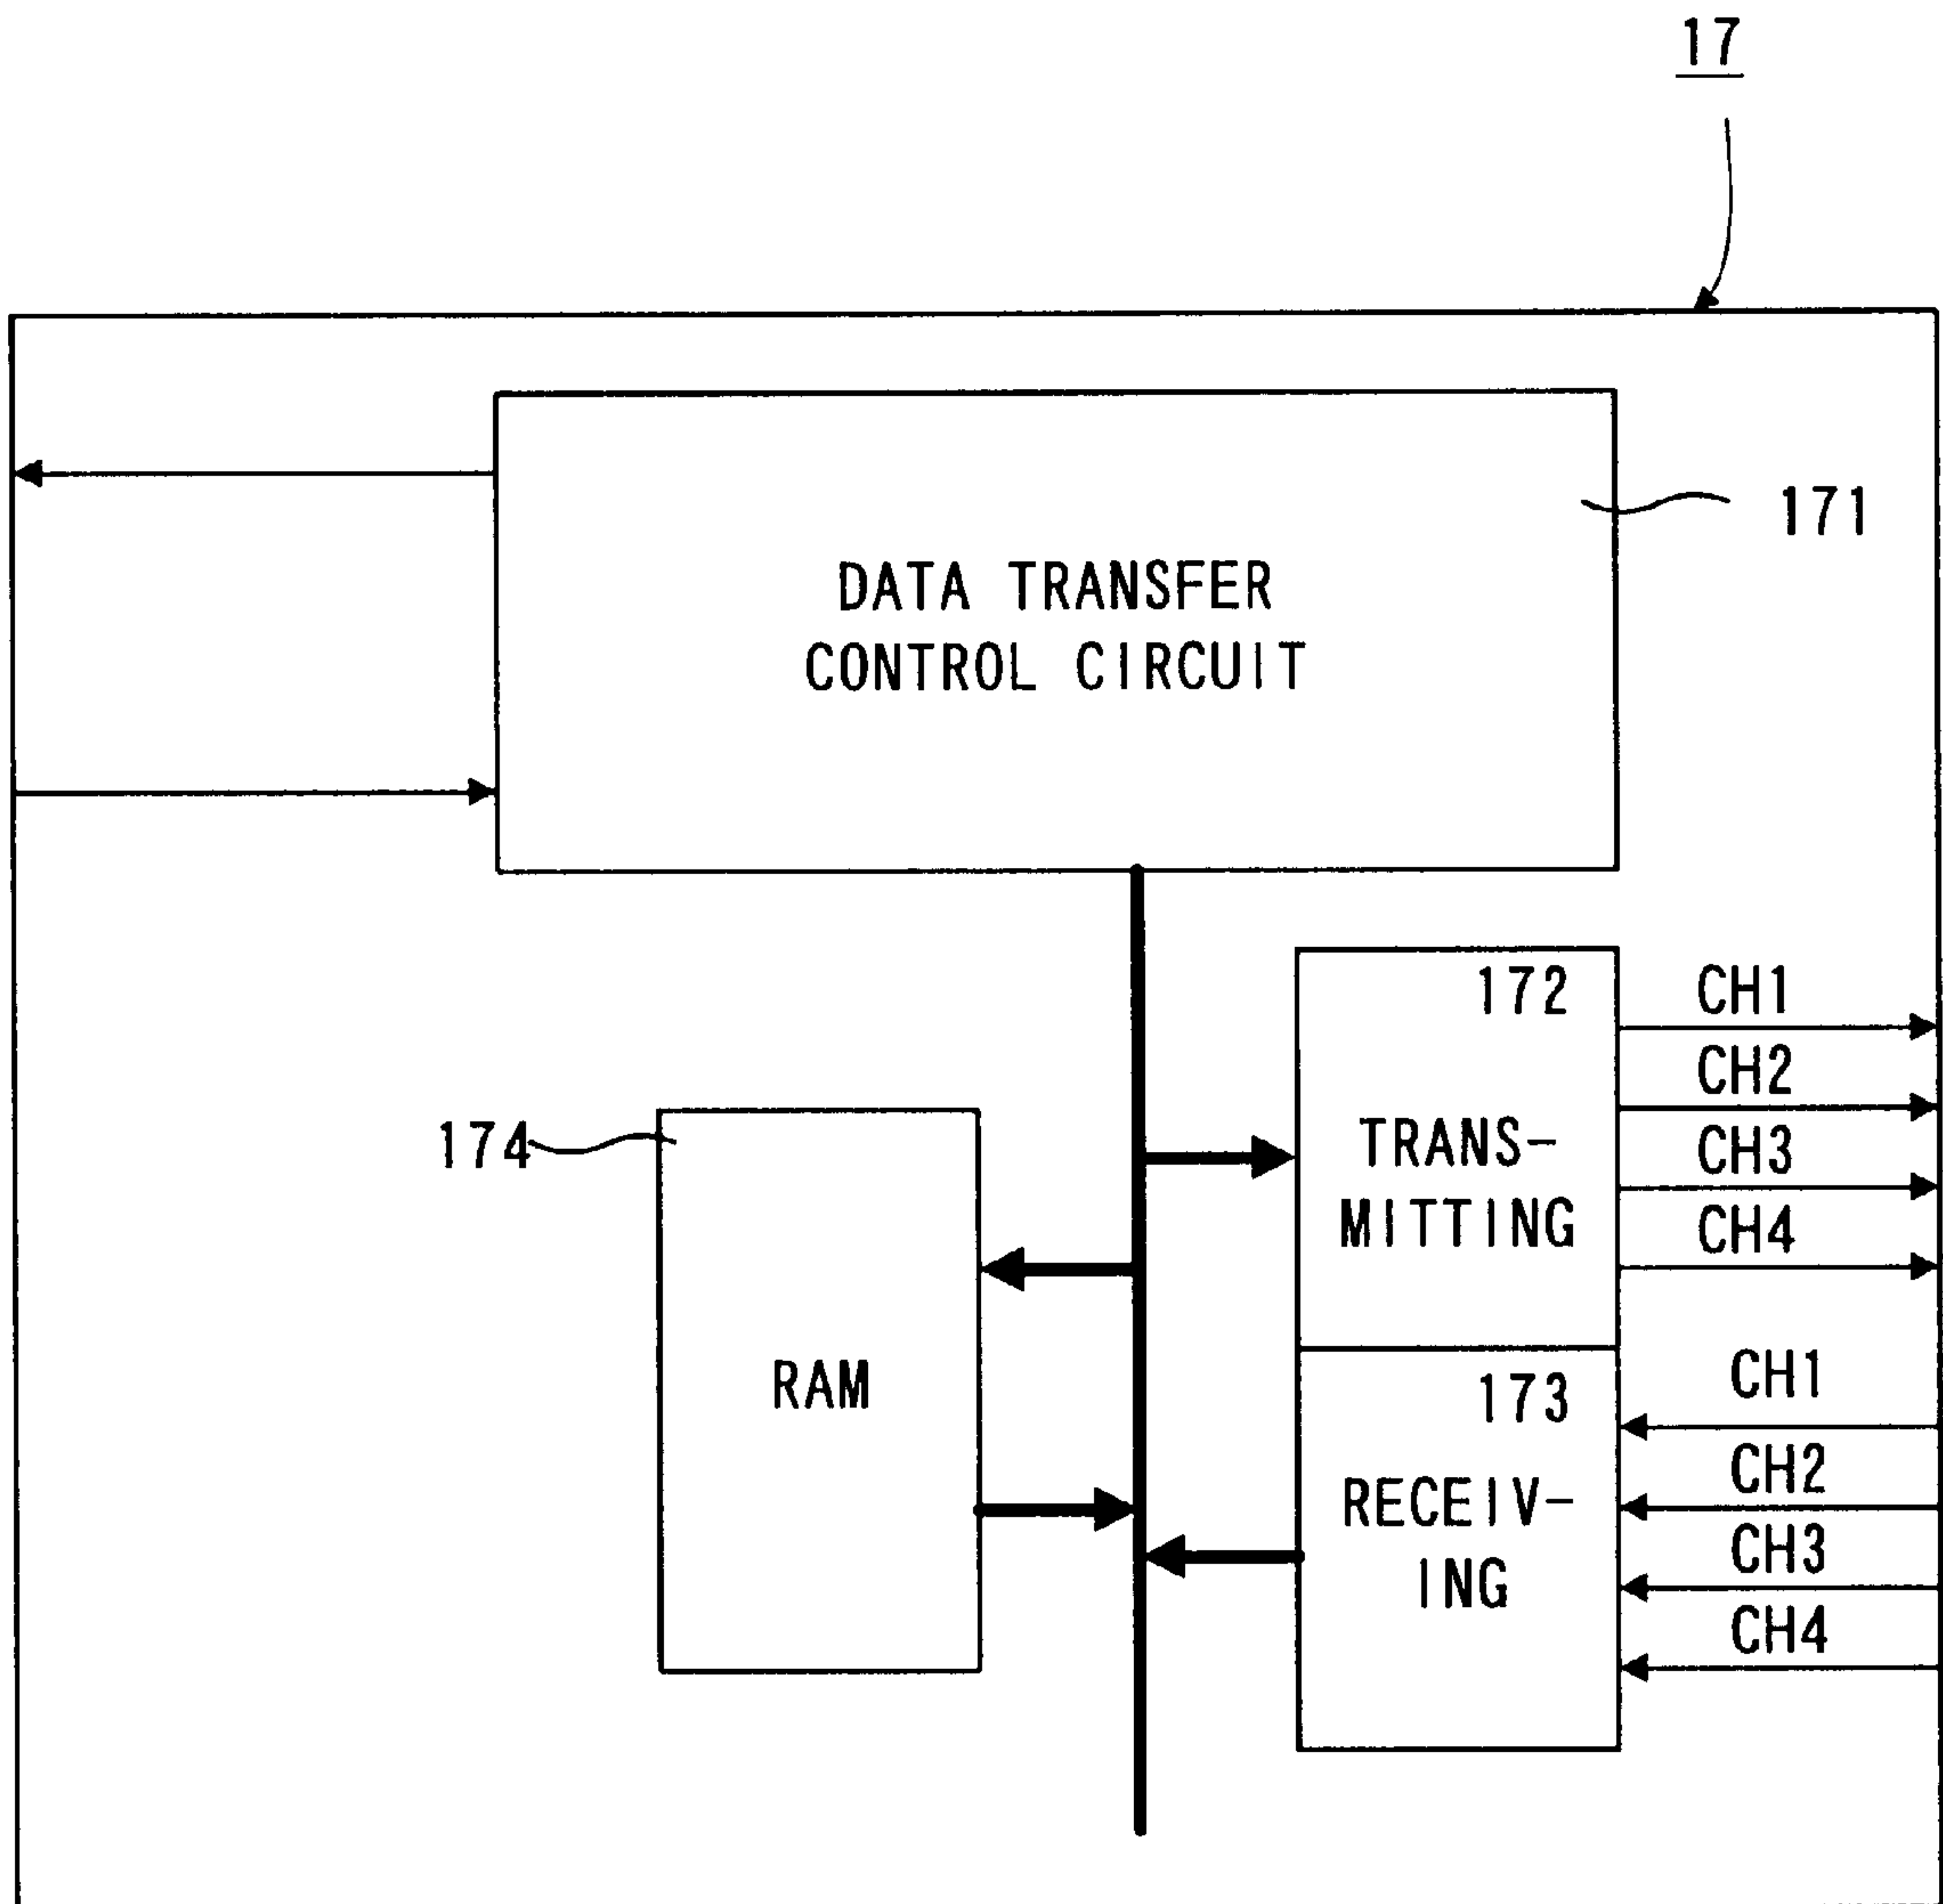 17
171
DATA TRANSFER
CONTROL CIRCUIT
172
CH1
CH2
174
TRANS-
CH3
MITTING
CH4
RAM
173
CH1
RECEIV-
CH2
ING
CH3
CH4